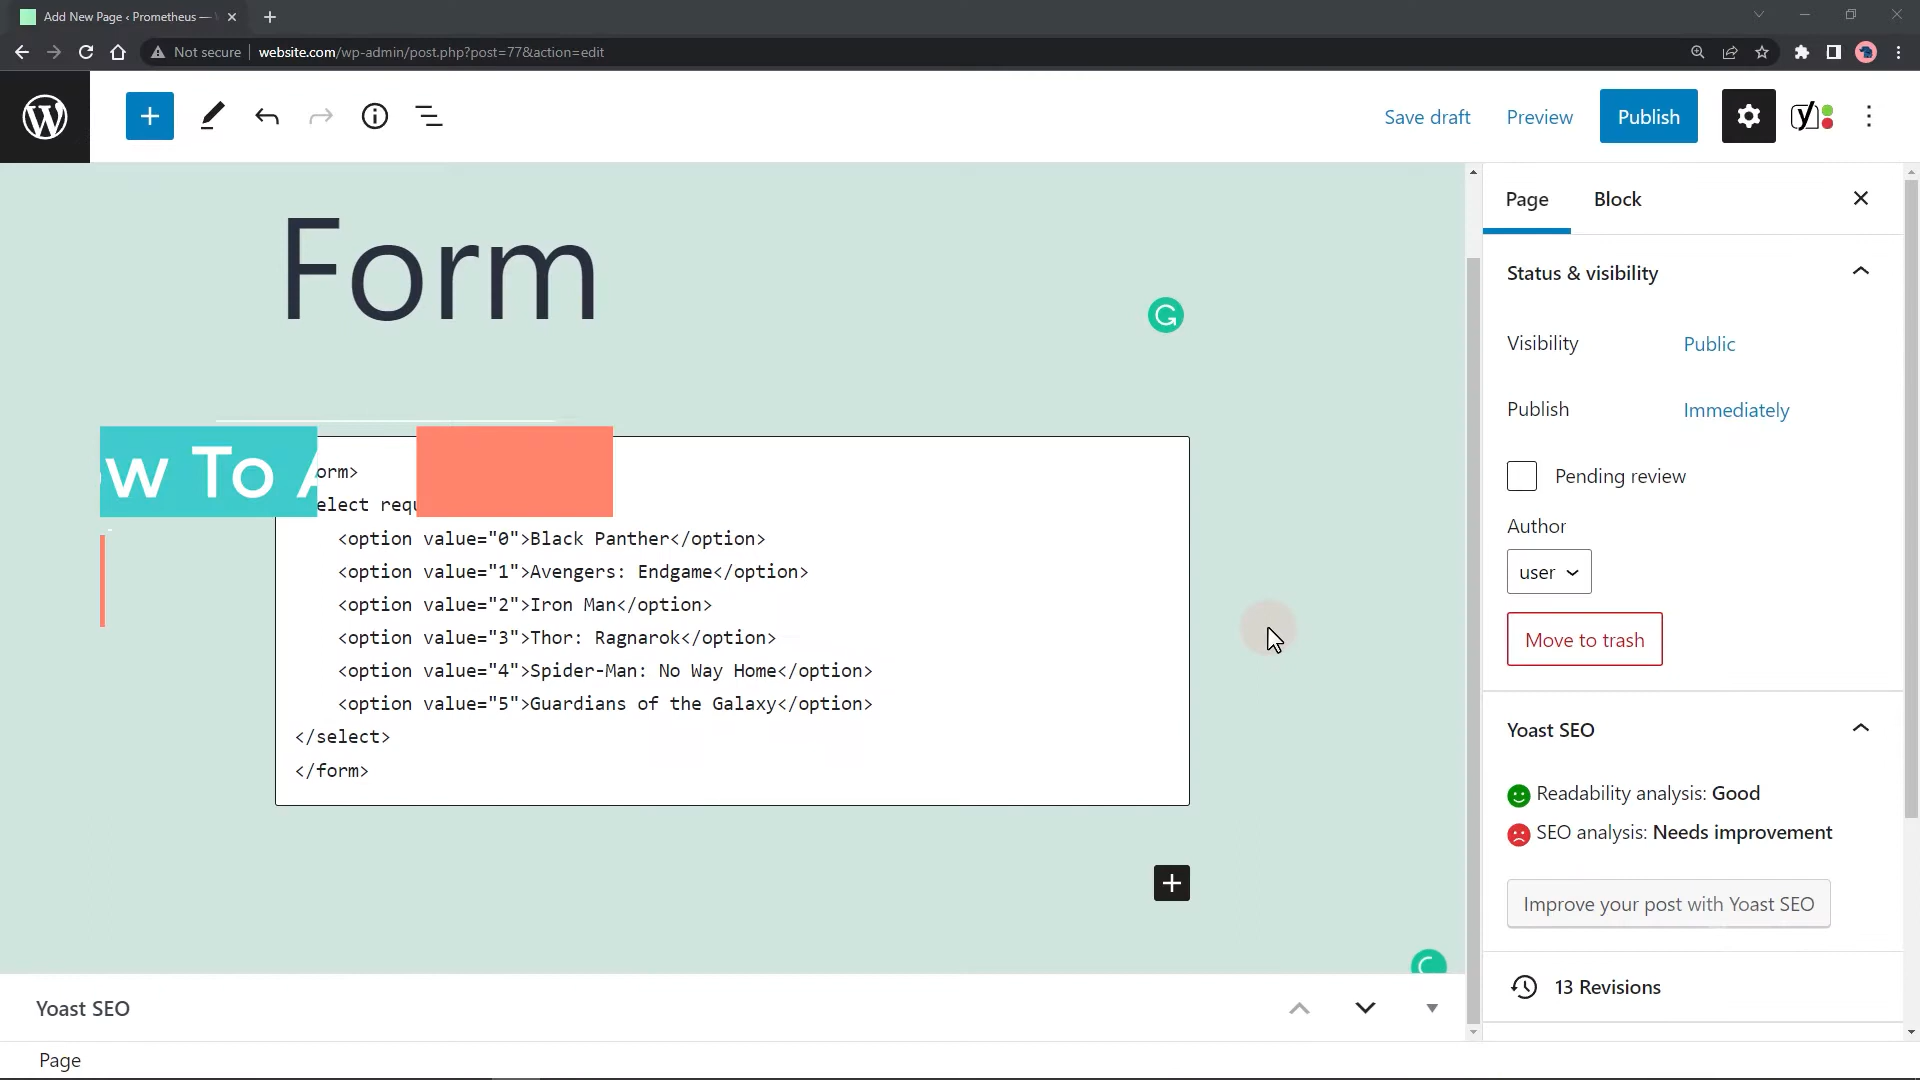 Add New Page ‹ Prometheus —
Not secure
website.com/wp-admin/post.php?post=77&action=edit
Save draft
Preview
Publish
Page
Block
Form
Status & visibility
Visibility
Public
Publish
Immediately
Pending review
Author
user
Move to trash
w To A
orm>
elect requ
<option value="0">Black Panther</option>
<option value="1">Avengers: Endgame</option>
<option value="2">Iron Man</option>
<option value="3">Thor: Ragnarok</option>
<option value="4">Spider-Man: No Way Home</option>
<option value="5">Guardians of the Galaxy</option>
</select>
</form>
Yoast SEO
Readability analysis: Good
SEO analysis: Needs improvement
Improve your post with Yoast SEO
13 Revisions
Yoast SEO
Page